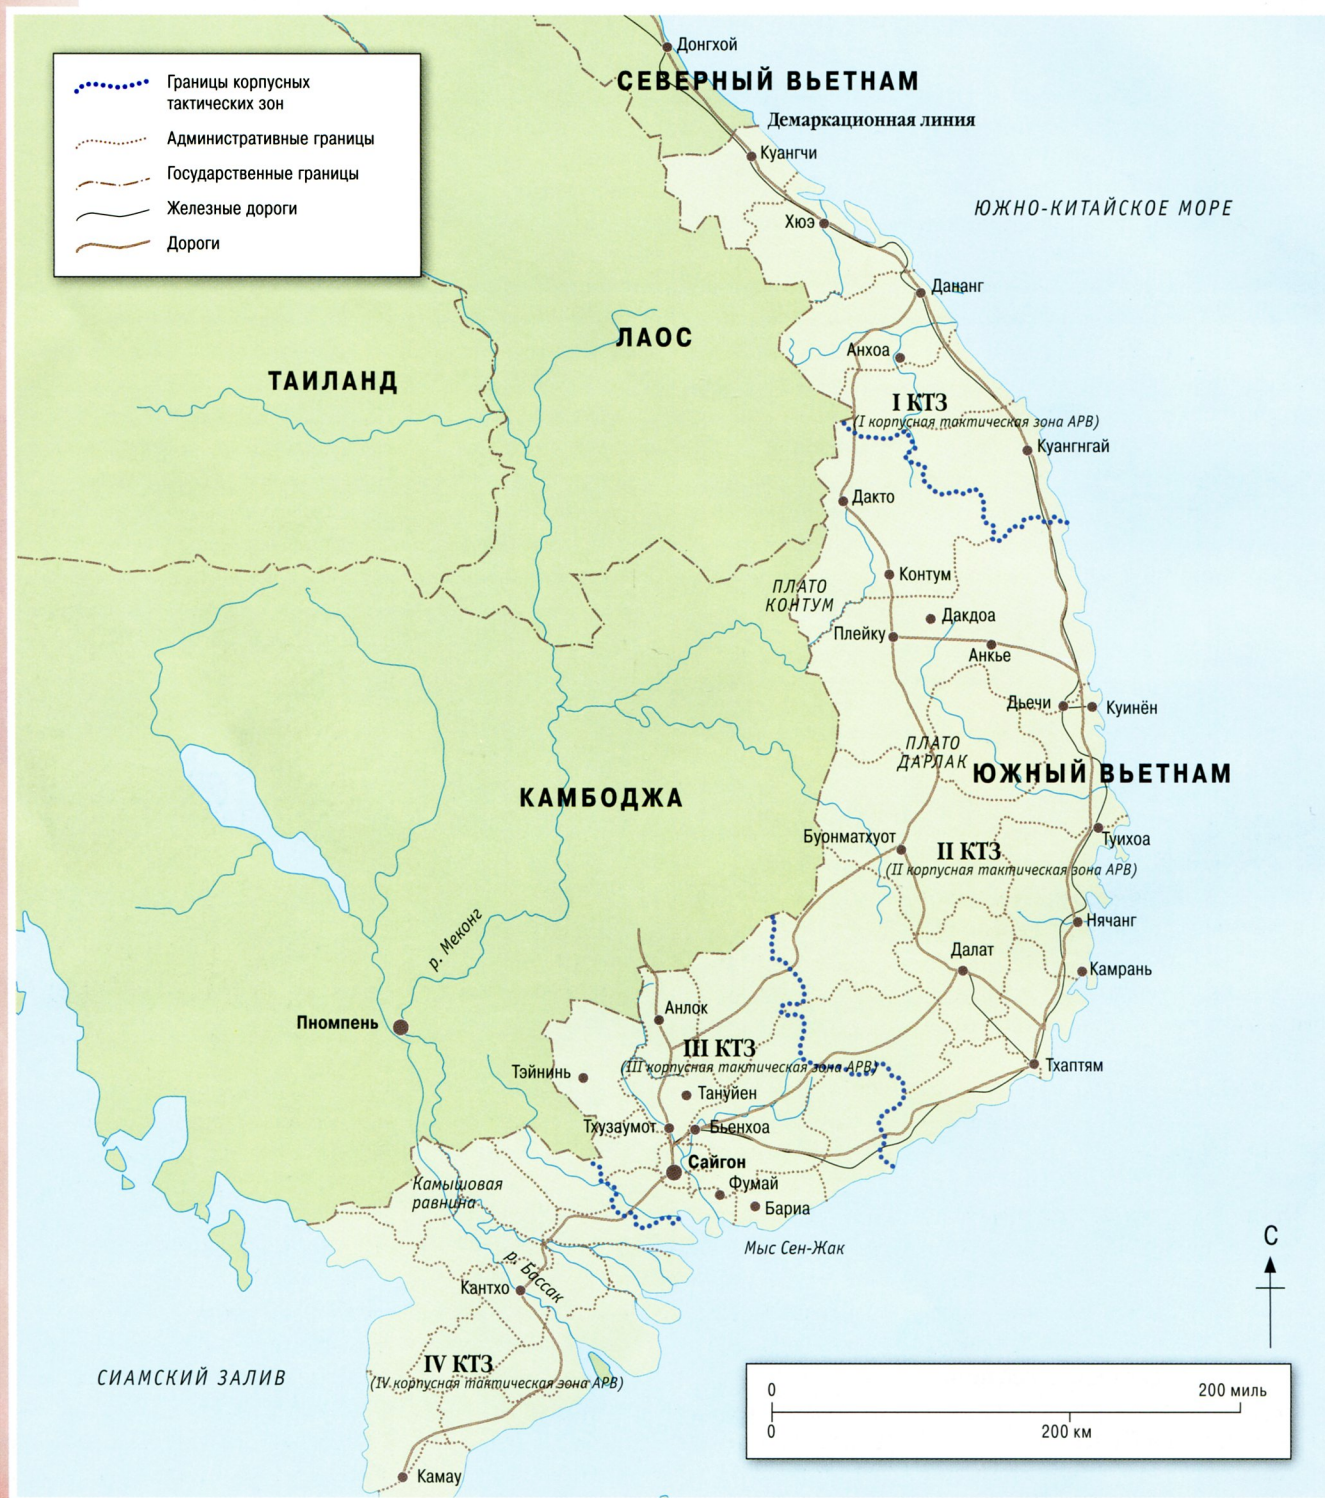 Донгхой
СЕВЕРНЫЙ ВЬЕТНАМ
Границы корпусных
тактических зон
Административные границы
Государственные границы
Железные дороги
Дороги
Демаркационная линия
Куангчи
ЮЖНО-КИТАЙСКОЕ МОРЕ
Хюэ
Дананг
ЛАОС
Анхоа
ТАИЛАНД
I КТЗ
(I корпусная тактическая зона АРВ)
Куангнгай
Дакто
Контум
ПЛАТО
КОНТУМ
Дакдоа
Плейку
Анкье
Дьечи
Куинён
ПЛАТО
ДАРЛАК
ЮЖНЫЙ ВЬЕТНАМ
КАМБОДЖА
Буонматхуот
Туихоа
II КТЗ
(II корпусная тактическая зона АРВ)
Нячанг
р. Меконг
Далат
Камрань
Анлок
Пномпень
III КТЗ
(III корпусная тактическая зона АРВ)
Тхаптям
Тэйнинь
Тануйен
Тхузаумот
Бьенхоа
Сайгон
Камышовая
равнина
Фумай
Бариа
Мыс Сен-Жак
С
р. Бассак
Кантхо
IV КТЗ
(IV корпусная тактическая зона АРВ)
СИАМСКИЙ ЗАЛИВ
0
200 миль
0
200 км
Камау